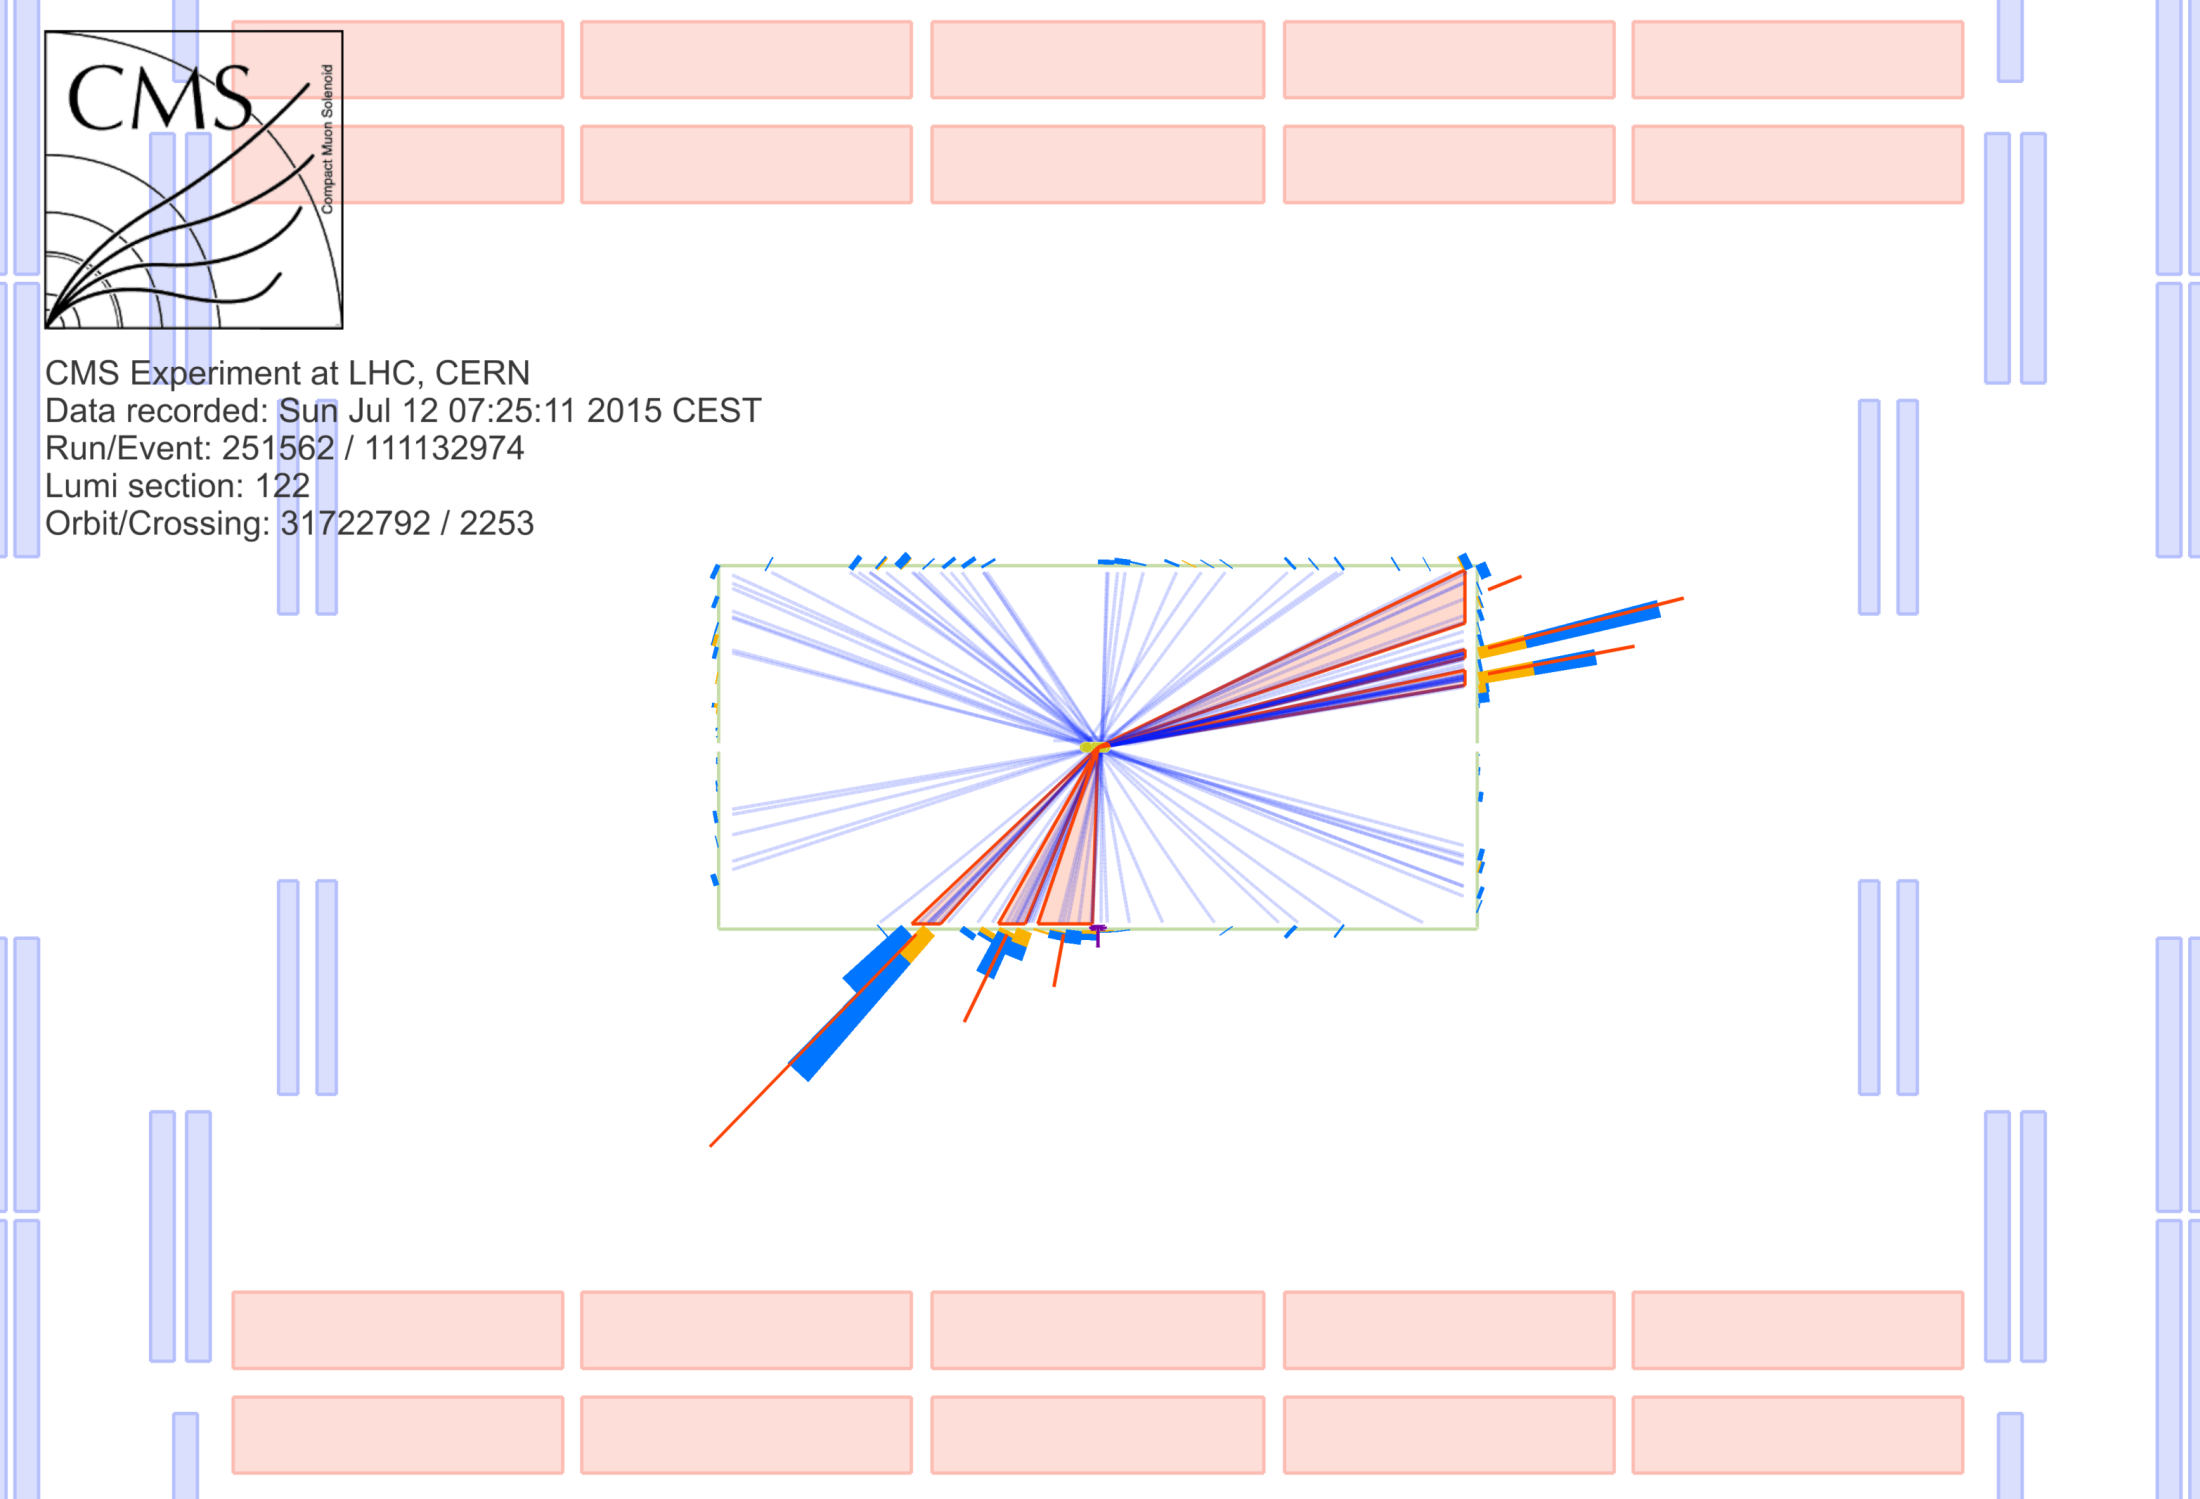 CMS
Compact Muon Solenoid
CMS Experiment at LHC, CERN
Data recorded: Sun Jul 12 07:25:11 2015 CEST
Run/Event: 251562 / 111132974
Lumi section: 122
Orbit/Crossing: 31722792 / 2253